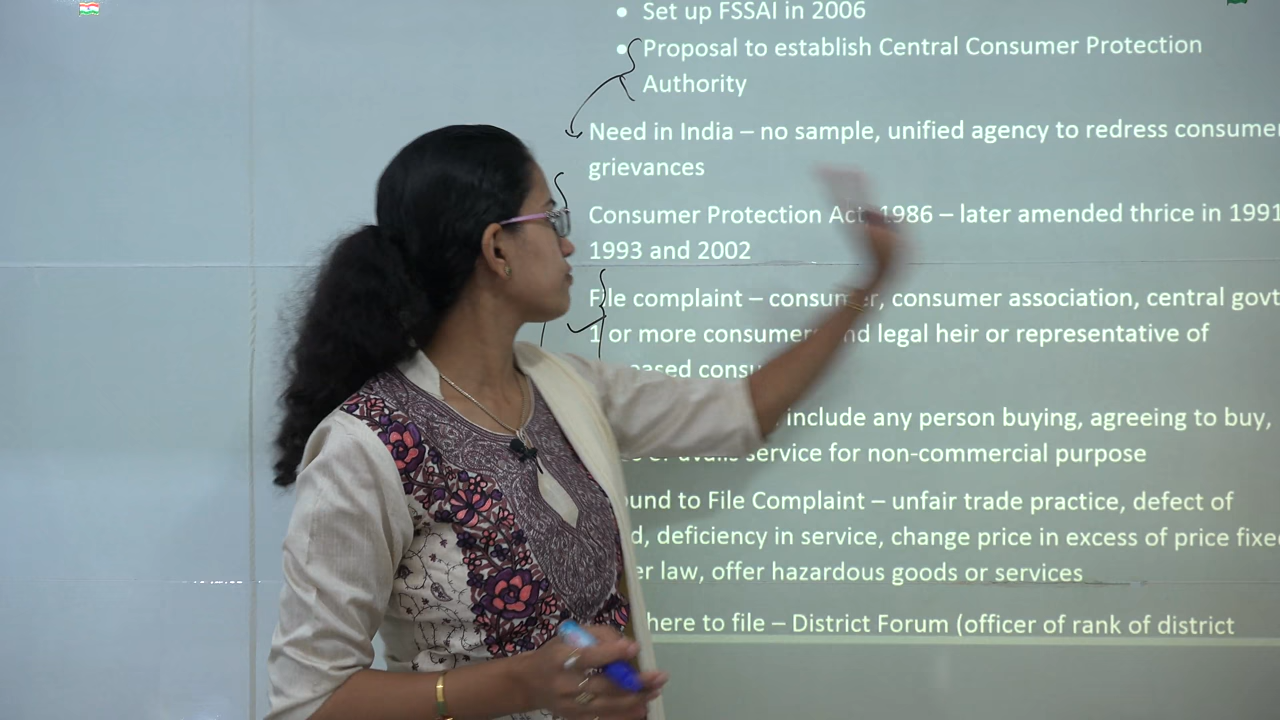 Set up FSSAI in 2006
Proposal to establish Central Consumer Protection
Authority
Need in India – no sample, unified agency to redress consumer
grievances
Consumer Protection Act, 1986 – later amended thrice in 1991
1993 and 2002
File complaint – consumer, consumer association, central govt
1 or more consumers and legal heir or representative of
include any person buying, agreeing to buy,
service for non-commercial purpose
to File Complaint – unfair trade practice, defect of
deficiency in service, change price in excess of price fixe
law, offer hazardous goods or services
here to file – District Forum (officer of rank of district